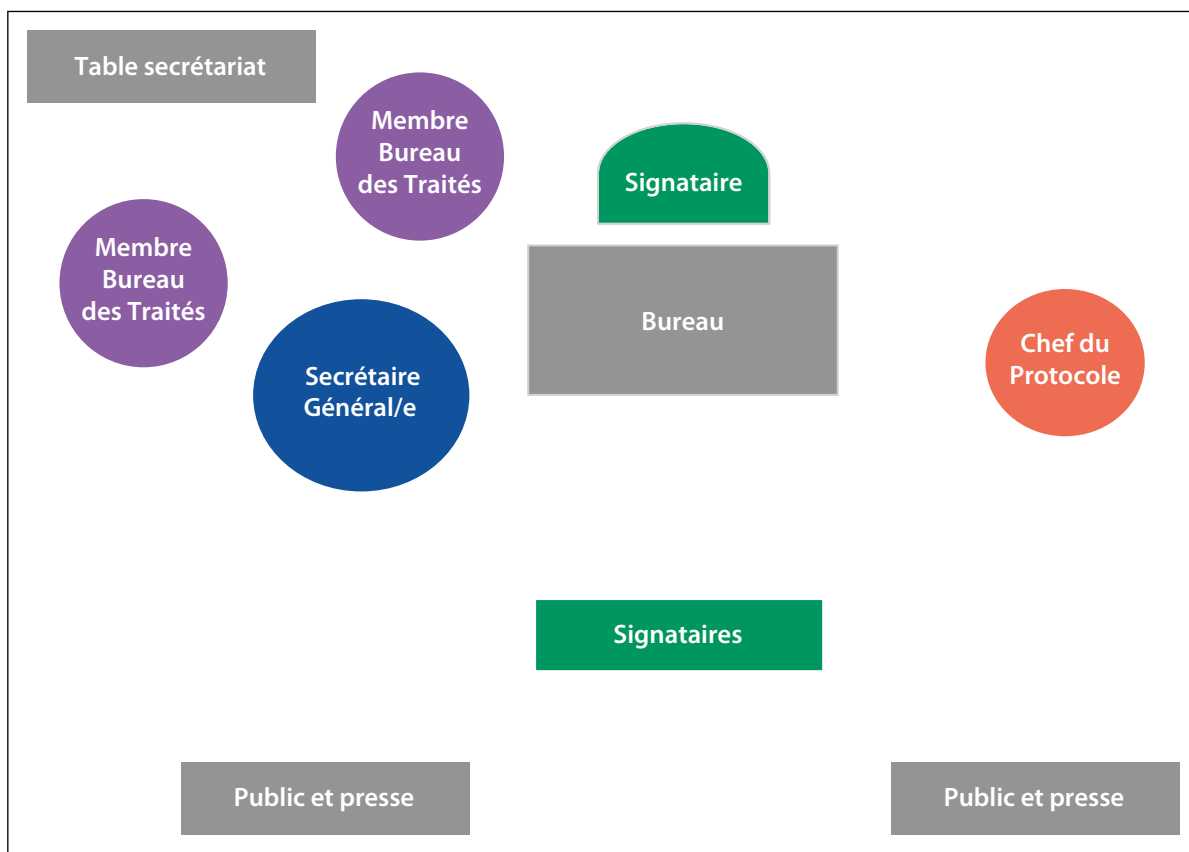 Table secrétariat
Membre
Bureau
des Traités
Signataire
Membre
Bureau
des Traités
Bureau
Chef du
Protocole
Secrétaire
Général/e
Signataires
Public et presse
Public et presse